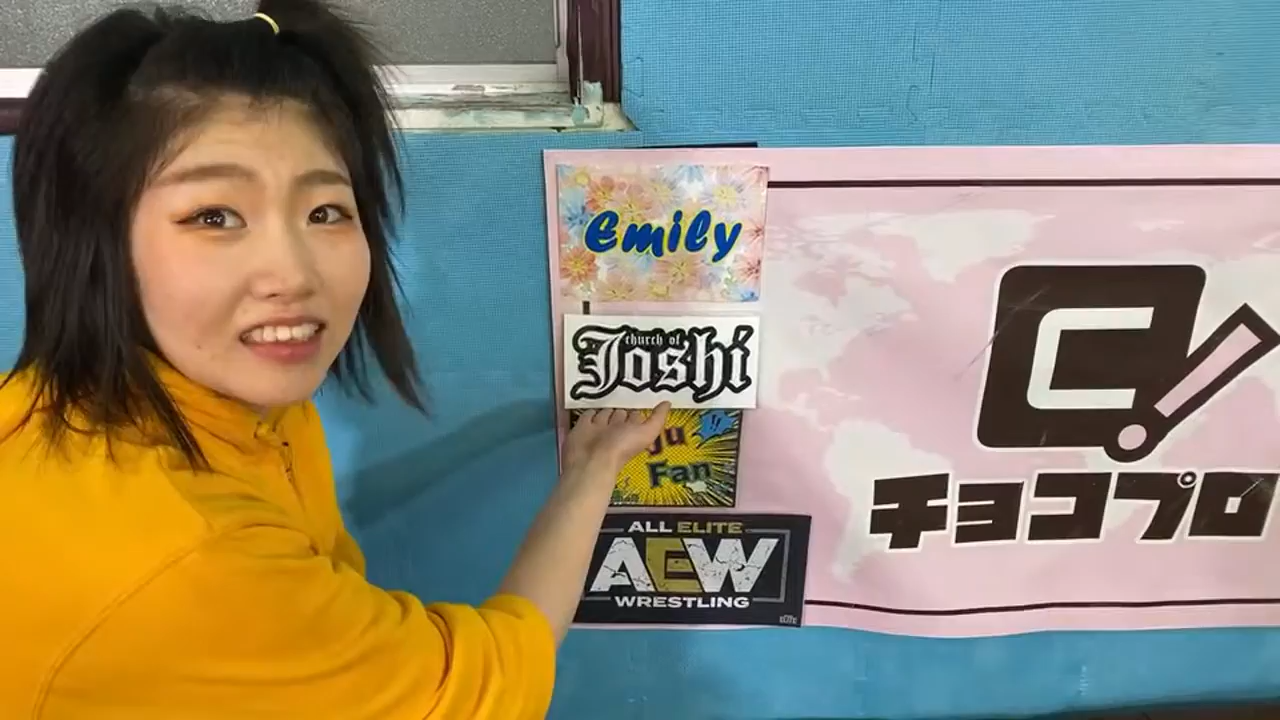 Emily
church of
Joshi
Fan
ALL ELITE
AEW
WRESTLING
C!
チョコプロ